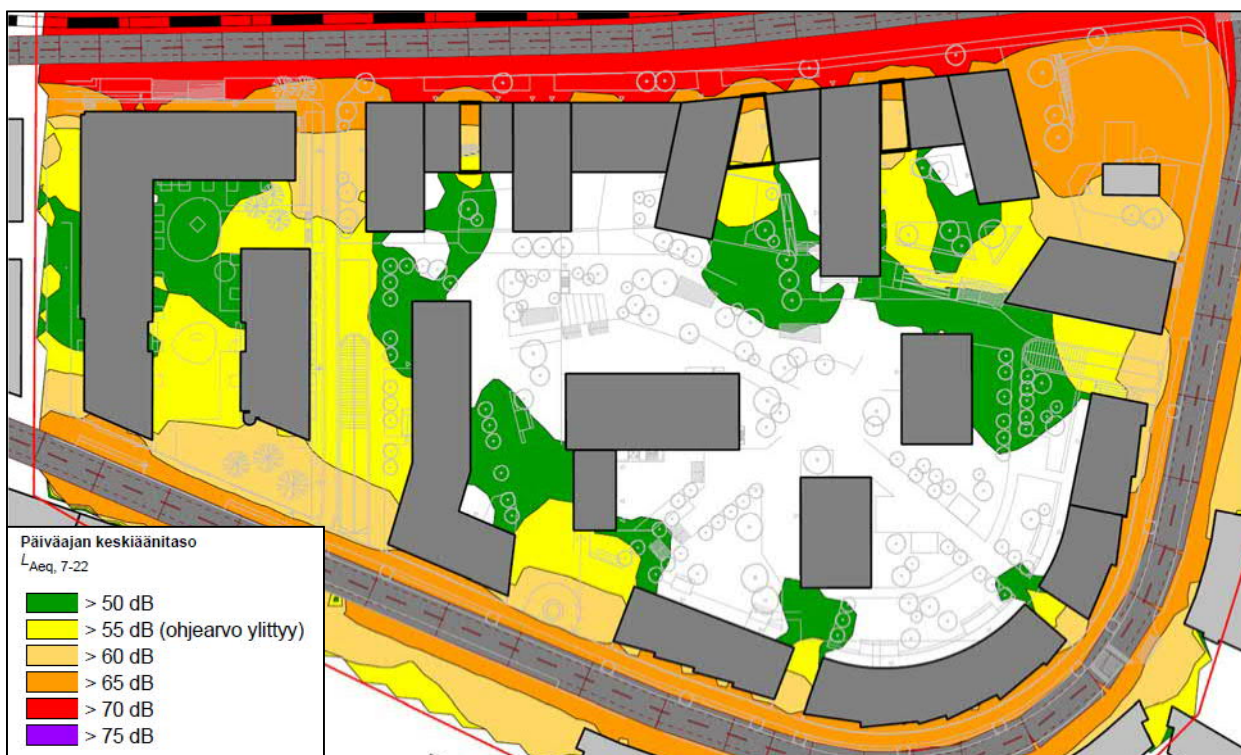 Päiväajan keskiäänitaso
LAeq, 7-22
> 50 dB
> 55 dB (ohjearvo ylittyy)
> 60 dB
> 65 dB
> 70 dB
> 75 dB